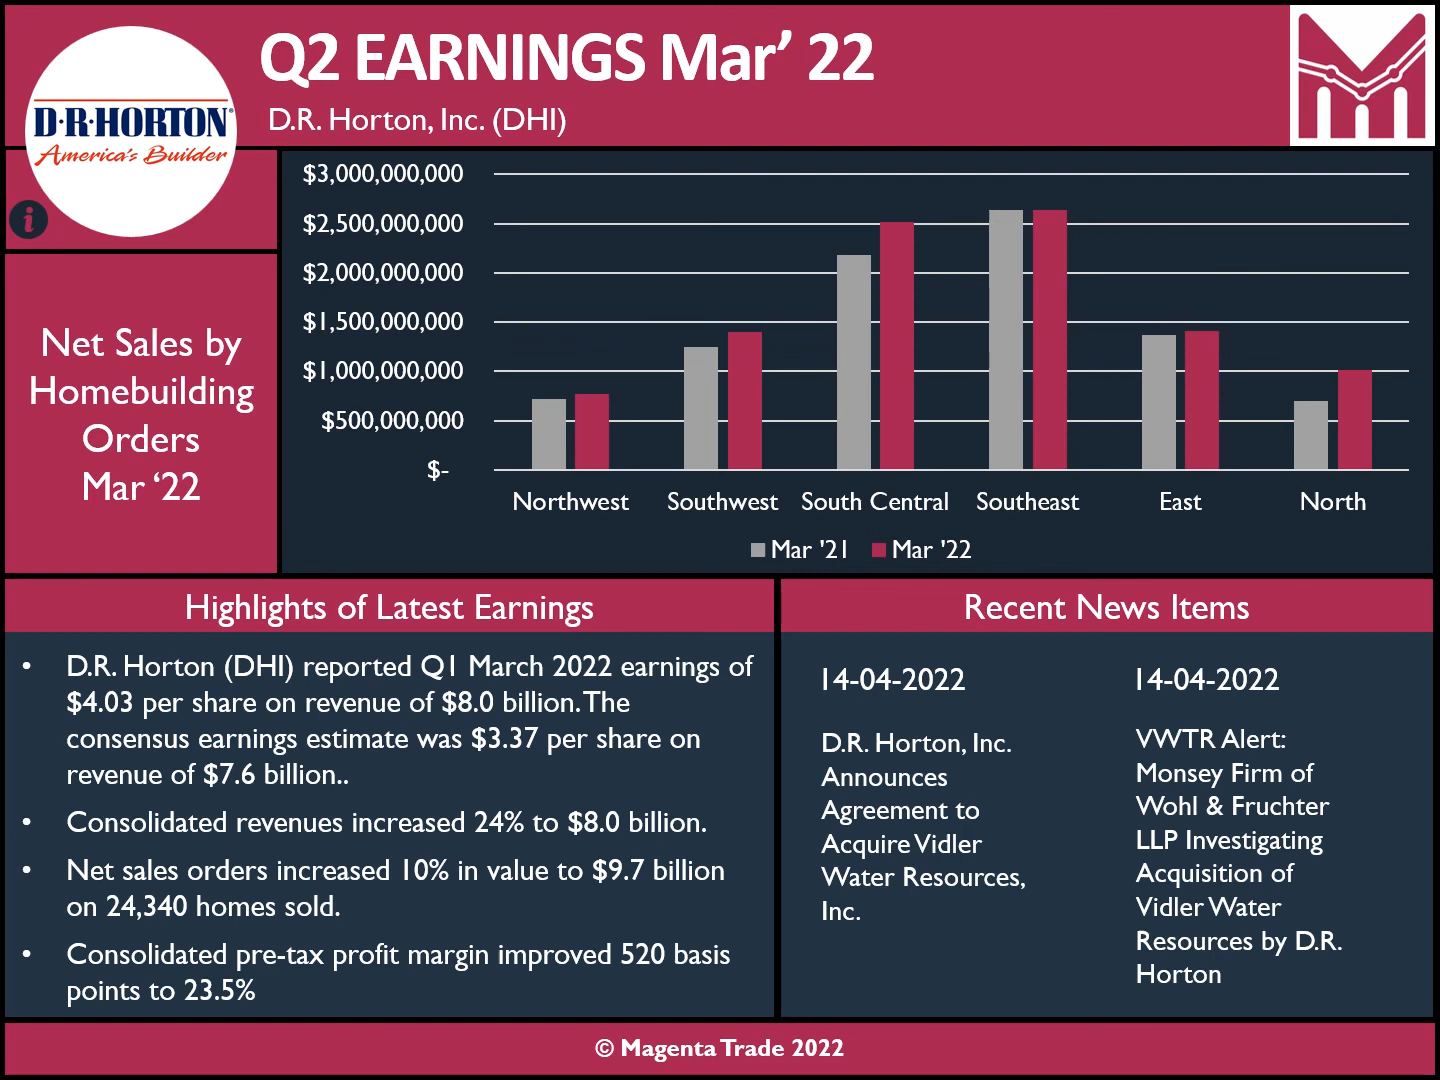 Q2 EARNINGS Mar’ 22
D.R. Horton, Inc. (DHI)
D·R·HORTON®
America's Builder
i
Net Sales by
Homebuilding
Orders
Mar ‘22
$3,000,000,000
$2,500,000,000
$2,000,000,000
$1,500,000,000
$1,000,000,000
$500,000,000
$-
Northwest Southwest South Central Southeast East North
Mar '21 Mar '22
Highlights of Latest Earnings
• D.R. Horton (DHI) reported Q1 March 2022 earnings of
$4.03 per share on revenue of $8.0 billion. The
consensus earnings estimate was $3.37 per share on
revenue of $7.6 billion..
• Consolidated revenues increased 24% to $8.0 billion.
• Net sales orders increased 10% in value to $9.7 billion
on 24,340 homes sold.
• Consolidated pre-tax profit margin improved 520 basis
points to 23.5%
Recent News Items
14-04-2022
D.R. Horton, Inc.
Announces
Agreement to
Acquire Vidler
Water Resources,
Inc.
14-04-2022
VWTR Alert:
Monsey Firm of
Wohl & Fruchter
LLP Investigating
Acquisition of
Vidler Water
Resources by D.R.
Horton
© Magenta Trade 2022